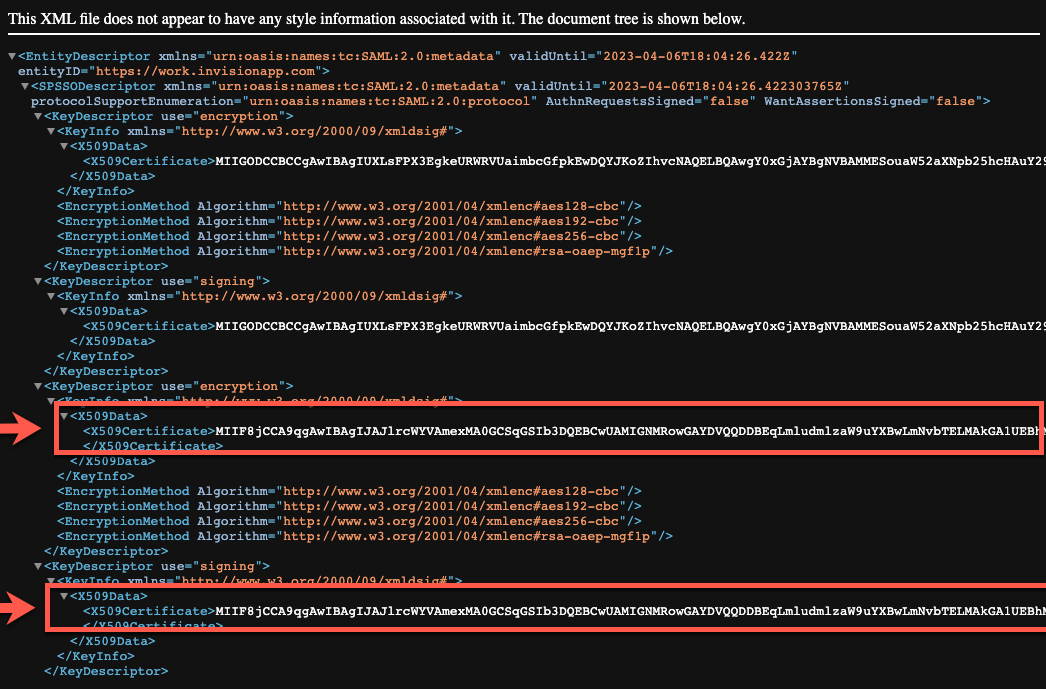 This XML file does not appear to have any style information associated with it. The document tree is shown below.
▼<EntityDescriptor xmlns="urn:oasis:names:tc:SAML:2.0:metadata" validUntil="2023-04-06T18:04:26.422Z"
entityID="https://work.invisionapp.com">
▼<SPSSODescriptor xmlns="urn:oasis:names:tc:SAML:2.0:metadata" validUntil="2023-04-06T18:04:26.422303765Z"
protocolSupportEnumeration="urn:oasis:names:tc:SAML:2.0:protocol" AuthnRequestsSigned="false" WantAssertionsSigned="false">
▼<KeyDescriptor use="encryption">
▼<KeyInfo xmlns="http://www.w3.org/2000/09/xmldsig#">
▼<X509Data>
<X509Certificate>MIIGODCCBCCgAwIBAgIUXLsFPX3EgkeURWRVUaimbcGfpkEwDQYJKoZIhvcNAQELBQAwgY0xGjAYBgNVBAMMESouaW52aXNpb25hcHAuY29
</X509Data>
</KeyInfo>
<EncryptionMethod Algorithm="http://www.w3.org/2001/04/xmlenc#aes128-cbc"/>
<EncryptionMethod Algorithm="http://www.w3.org/2001/04/xmlenc#aes192-cbc"/>
<EncryptionMethod Algorithm="http://www.w3.org/2001/04/xmlenc#aes256-cbc"/>
<EncryptionMethod Algorithm="http://www.w3.org/2001/04/xmlenc#rsa-oaep-mgf1p"/>
</KeyDescriptor>
▼<KeyDescriptor use="signing">
▼<KeyInfo xmlns="http://www.w3.org/2000/09/xmldsig#">
▼<X509Data>
<X509Certificate>MIIGODCCBCCgAwIBAgIUXLsFPX3EgkeURWRVUaimbcGfpkEwDQYJKoZIhvcNAQELBQAwgY0xGjAYBgNVBAMMESouaW52aXNpb25hcHAuY29
</X509Data>
</KeyInfo>
</KeyDescriptor>
▼<KeyDescriptor use="encryption">
▼<KeyInfo xmlns="http://www.w3.org/2000/09/xmldsig#">
▼<X509Data>
<X509Certificate>MIIF8jCCA9qgAwIBAgIJAJlrcWYVAmexMA0GCSqGSIb3DQEBCwUAMIGNMRowGAYDVQQDDBEqLmludmlzaW9uYXBwLmNvbTELMAkGA1UEBhM
</X509Certificate>
</X509Data>
</KeyInfo>
<EncryptionMethod Algorithm="http://www.w3.org/2001/04/xmlenc#aes128-cbc"/>
<EncryptionMethod Algorithm="http://www.w3.org/2001/04/xmlenc#aes192-cbc"/>
<EncryptionMethod Algorithm="http://www.w3.org/2001/04/xmlenc#aes256-cbc"/>
<EncryptionMethod Algorithm="http://www.w3.org/2001/04/xmlenc#rsa-oaep-mgf1p"/>
</KeyDescriptor>
▼<KeyDescriptor use="signing">
▼<KeyInfo xmlns="http://www.w3.org/2000/09/xmldsig#">
▼<X509Data>
<X509Certificate>MIIF8jCCA9qgAwIBAgIJAJlrcWYVAmexMA0GCSqGSIb3DQEBCwUAMIGNMRowGAYDVQQDDBEqLmludmlzaW9uYXBwLmNvbTELMAkGA1UEBhM
</X509Certificate>
</X509Data>
</KeyInfo>
</KeyDescriptor>